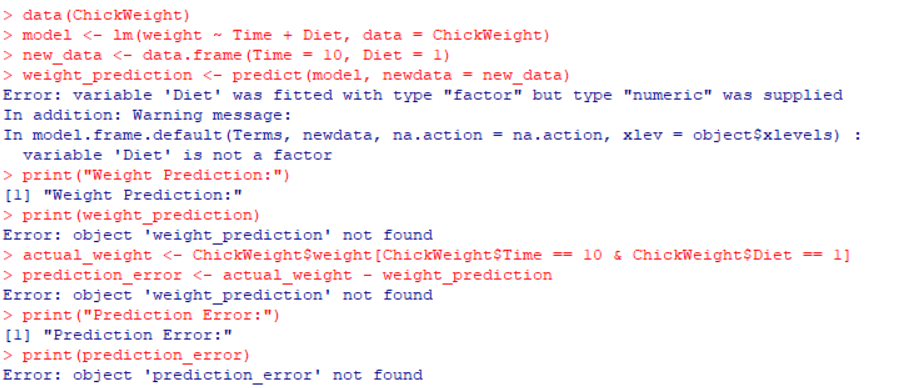 > data(ChickWeight)
> model <- lm(weight ~ Time + Diet, data = ChickWeight)
> new_data <- data.frame(Time = 10, Diet = 1)
> weight_prediction <- predict(model, newdata = new_data)
Error: variable 'Diet' was fitted with type "factor" but type "numeric" was supplied
In addition: Warning message:
In model.frame.default(Terms, newdata, na.action = na.action, xlev = object$xlevels) :
  variable 'Diet' is not a factor
> print("Weight Prediction:")
[1] "Weight Prediction:"
> print(weight_prediction)
Error: object 'weight_prediction' not found
> actual_weight <- ChickWeight$weight[ChickWeight$Time == 10 & ChickWeight$Diet == 1]
> prediction_error <- actual_weight - weight_prediction
Error: object 'weight_prediction' not found
> print("Prediction Error:")
[1] "Prediction Error:"
> print(prediction_error)
Error: object 'prediction_error' not found